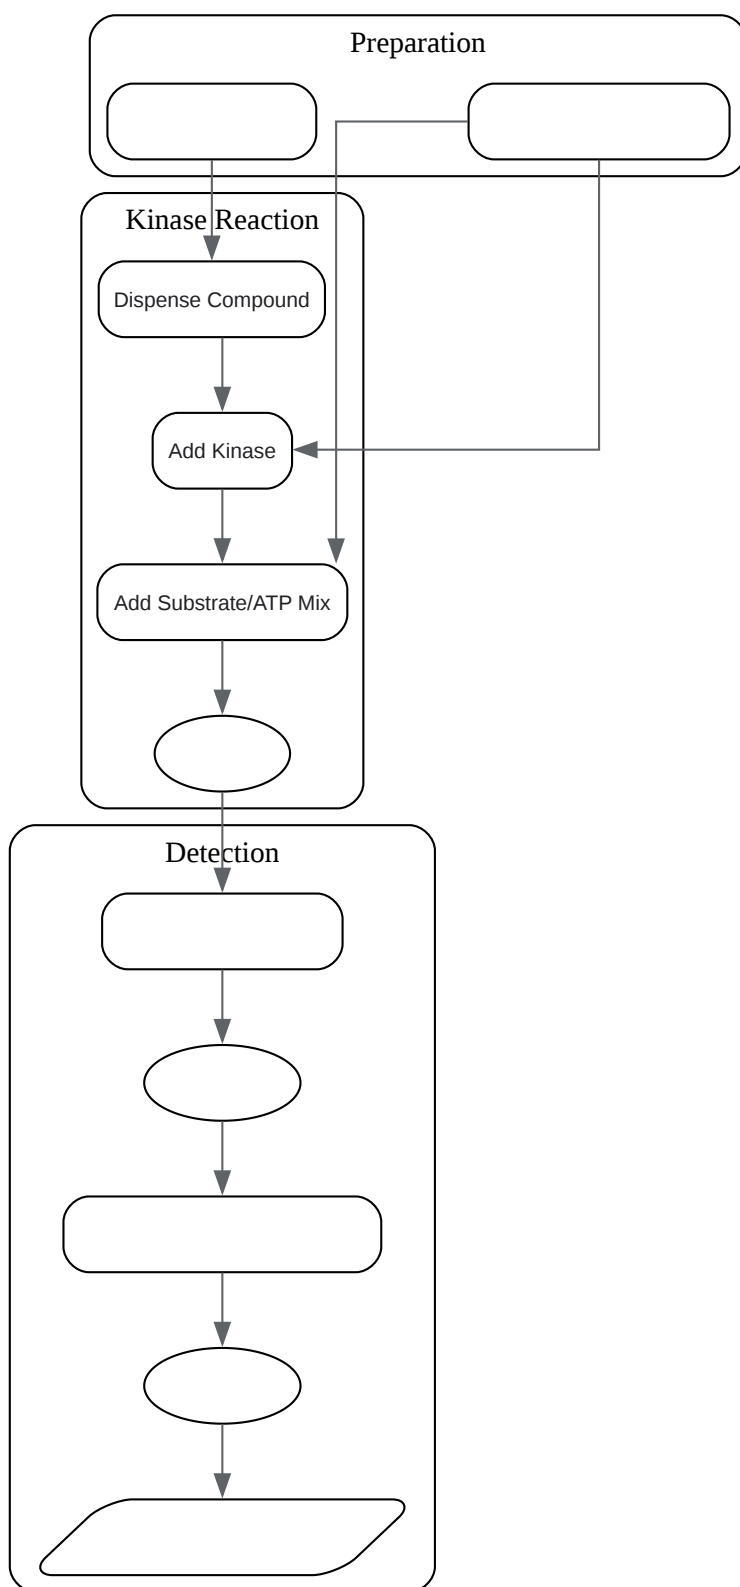 Preparation
Kinase Reaction
Dispense Compound
Add Kinase
Add Substrate/ATP Mix
Detection